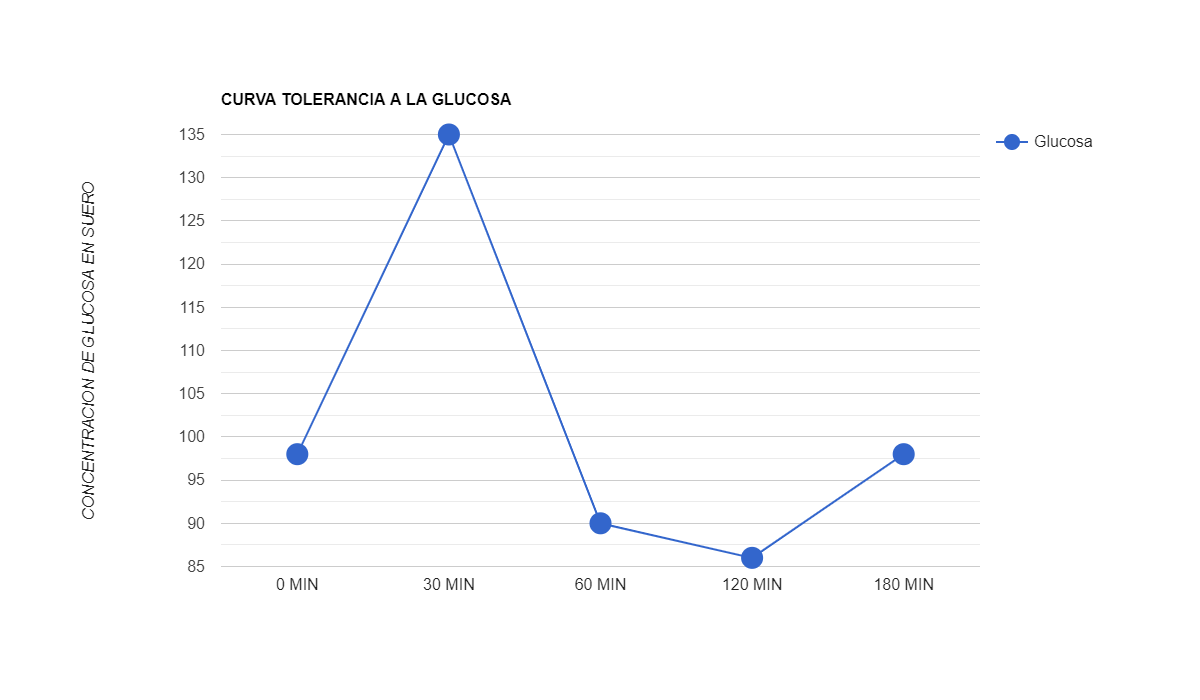 CURVA TOLERANCIA A LA GLUCOSA
Glucosa
CONCENTRACION DE GLUCOSA EN SUERO
135
130
125
120
115
110
105
100
95
90
85
0 MIN
30 MIN
60 MIN
120 MIN
180 MIN